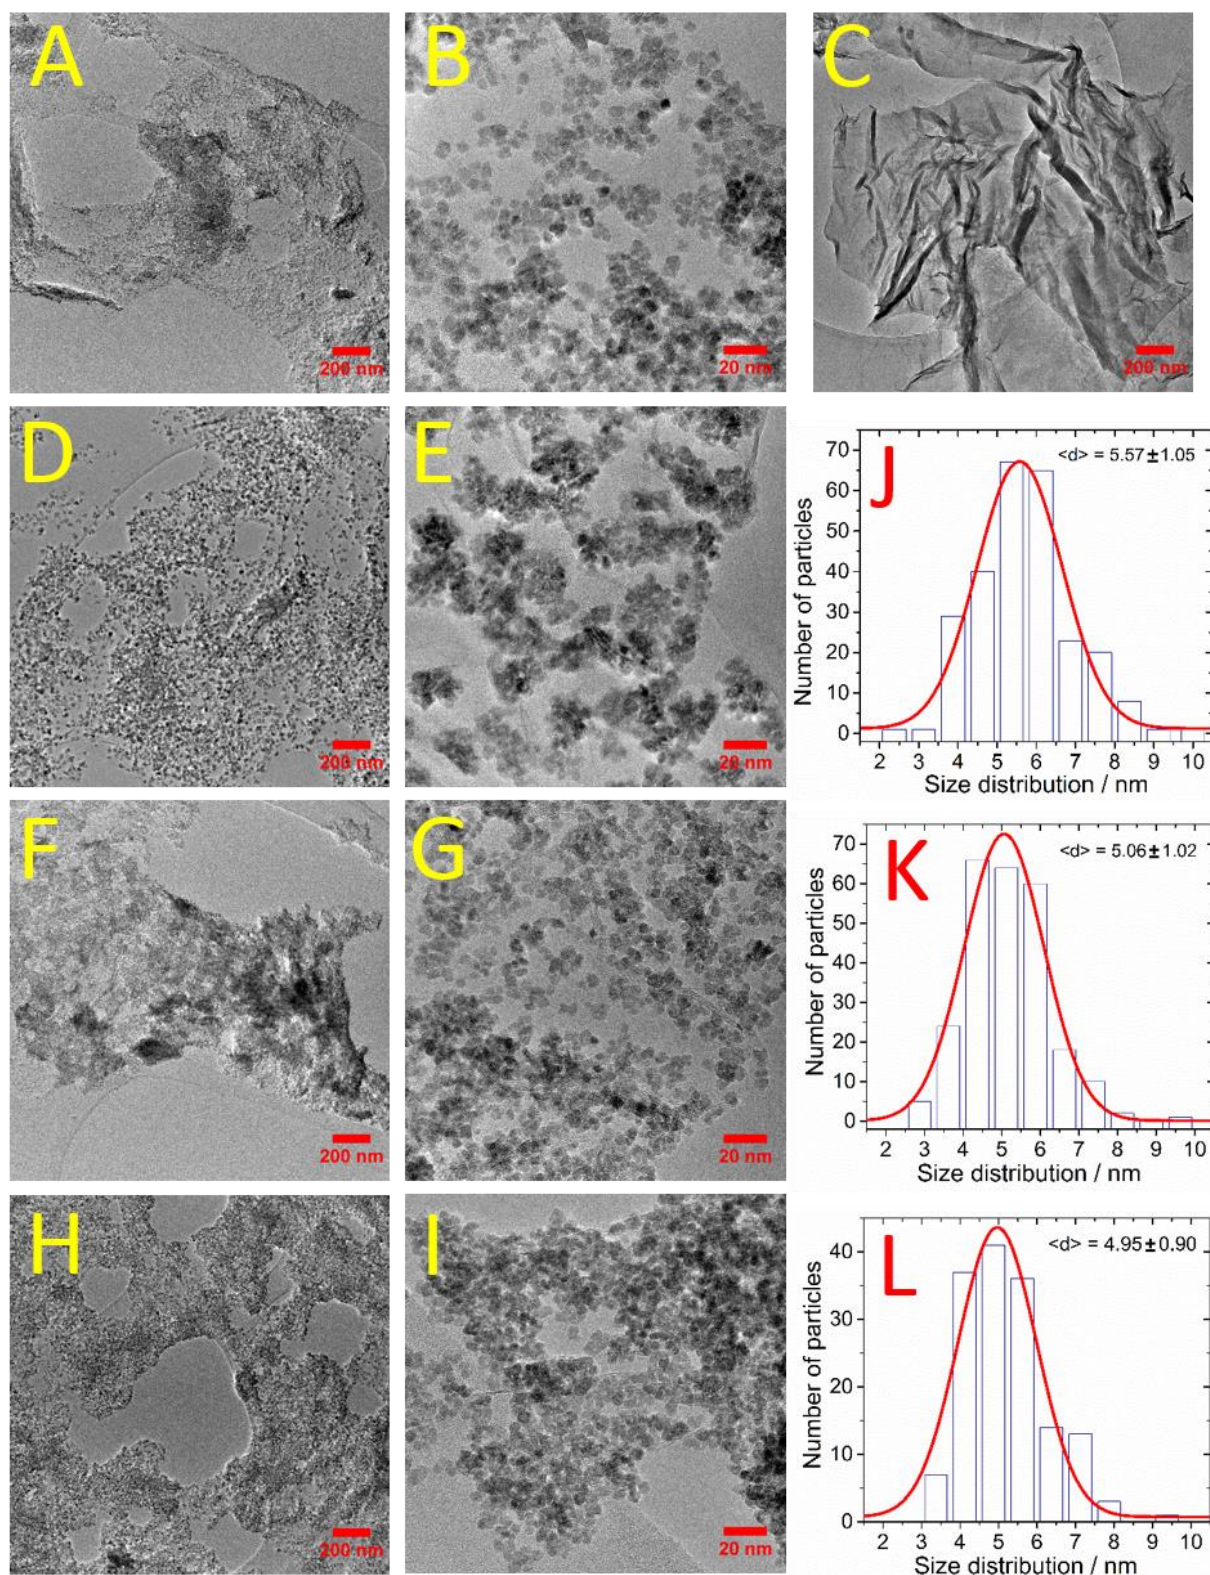 A
200 nm
B
20 nm
C
200 nm
D
200 nm
E
20 nm
J
<d> = 5.57±1.05
Number of particles
70
60
50
40
30
20
10
0
2 3 4 5 6 7 8 9 10
Size distribution / nm
F
200 nm
G
20 nm
K
<d> = 5.06±1.02
Number of particles
70
60
50
40
30
20
10
0
2 3 4 5 6 7 8 9 10
Size distribution / nm
H
200 nm
I
20 nm
L
<d> = 4.95±0.90
Number of particles
40
30
20
10
0
2 3 4 5 6 7 8 9 10
Size distribution / nm